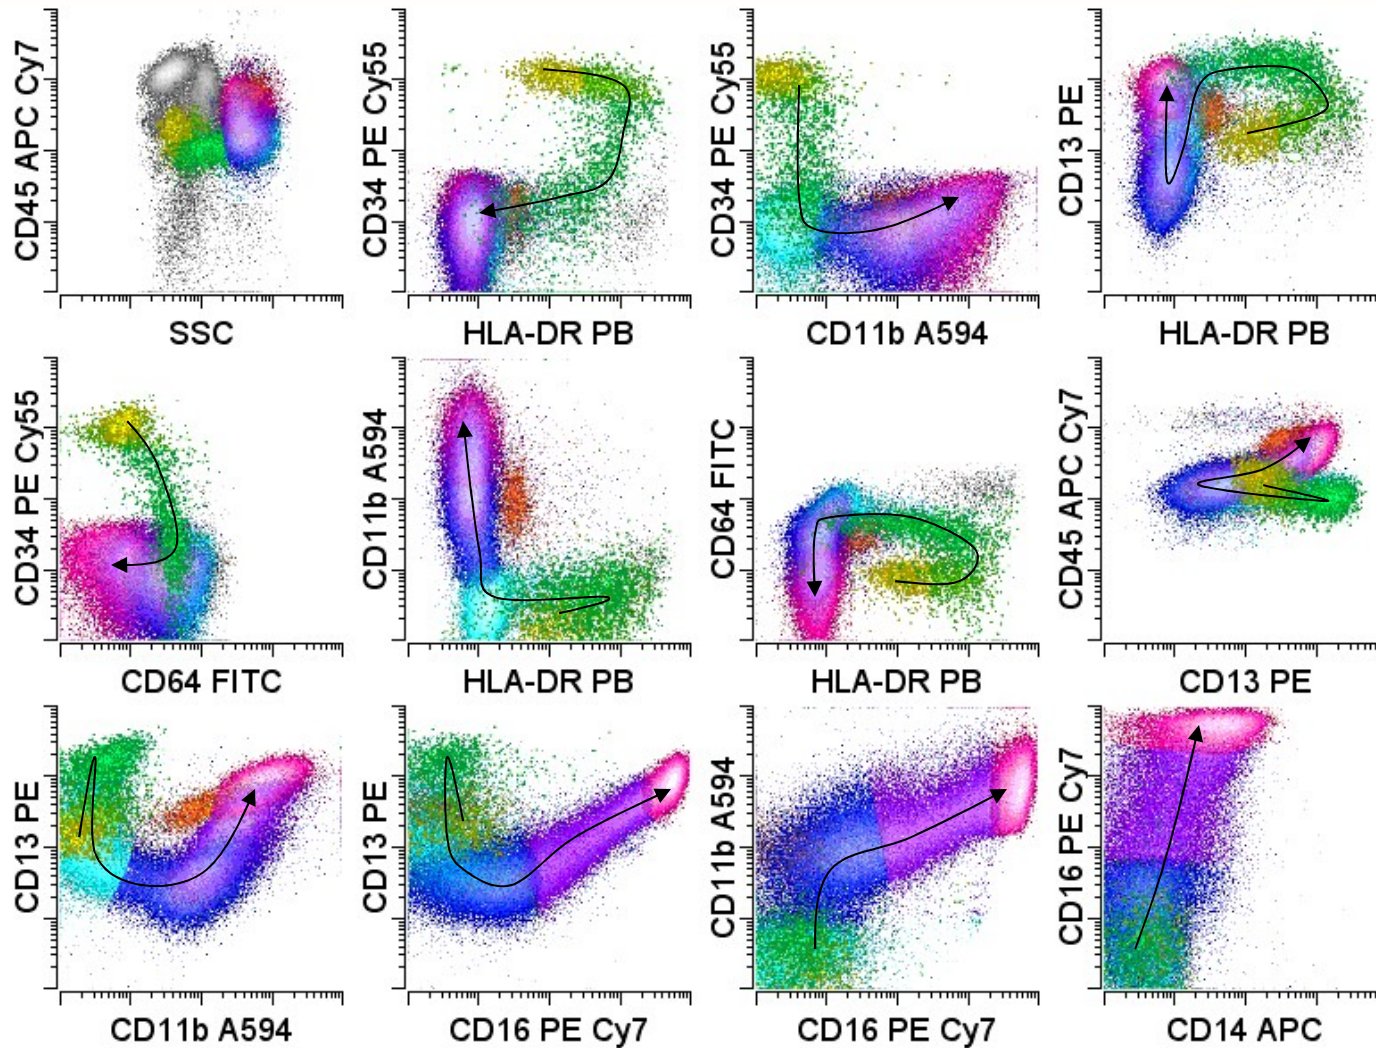 CD45 APC Cy7
SSC
CD34 PE Cy55
HLA-DR PB
CD34 PE Cy55
CD11b A594
CD13 PE
HLA-DR PB
CD34 PE Cy55
CD64 FITC
CD11b A594
HLA-DR PB
CD64 FITC
HLA-DR PB
CD45 APC Cy7
CD13 PE
CD13 PE
CD11b A594
CD13 PE
CD16 PE Cy7
CD11b A594
CD16 PE Cy7
CD16 PE Cy7
CD14 APC